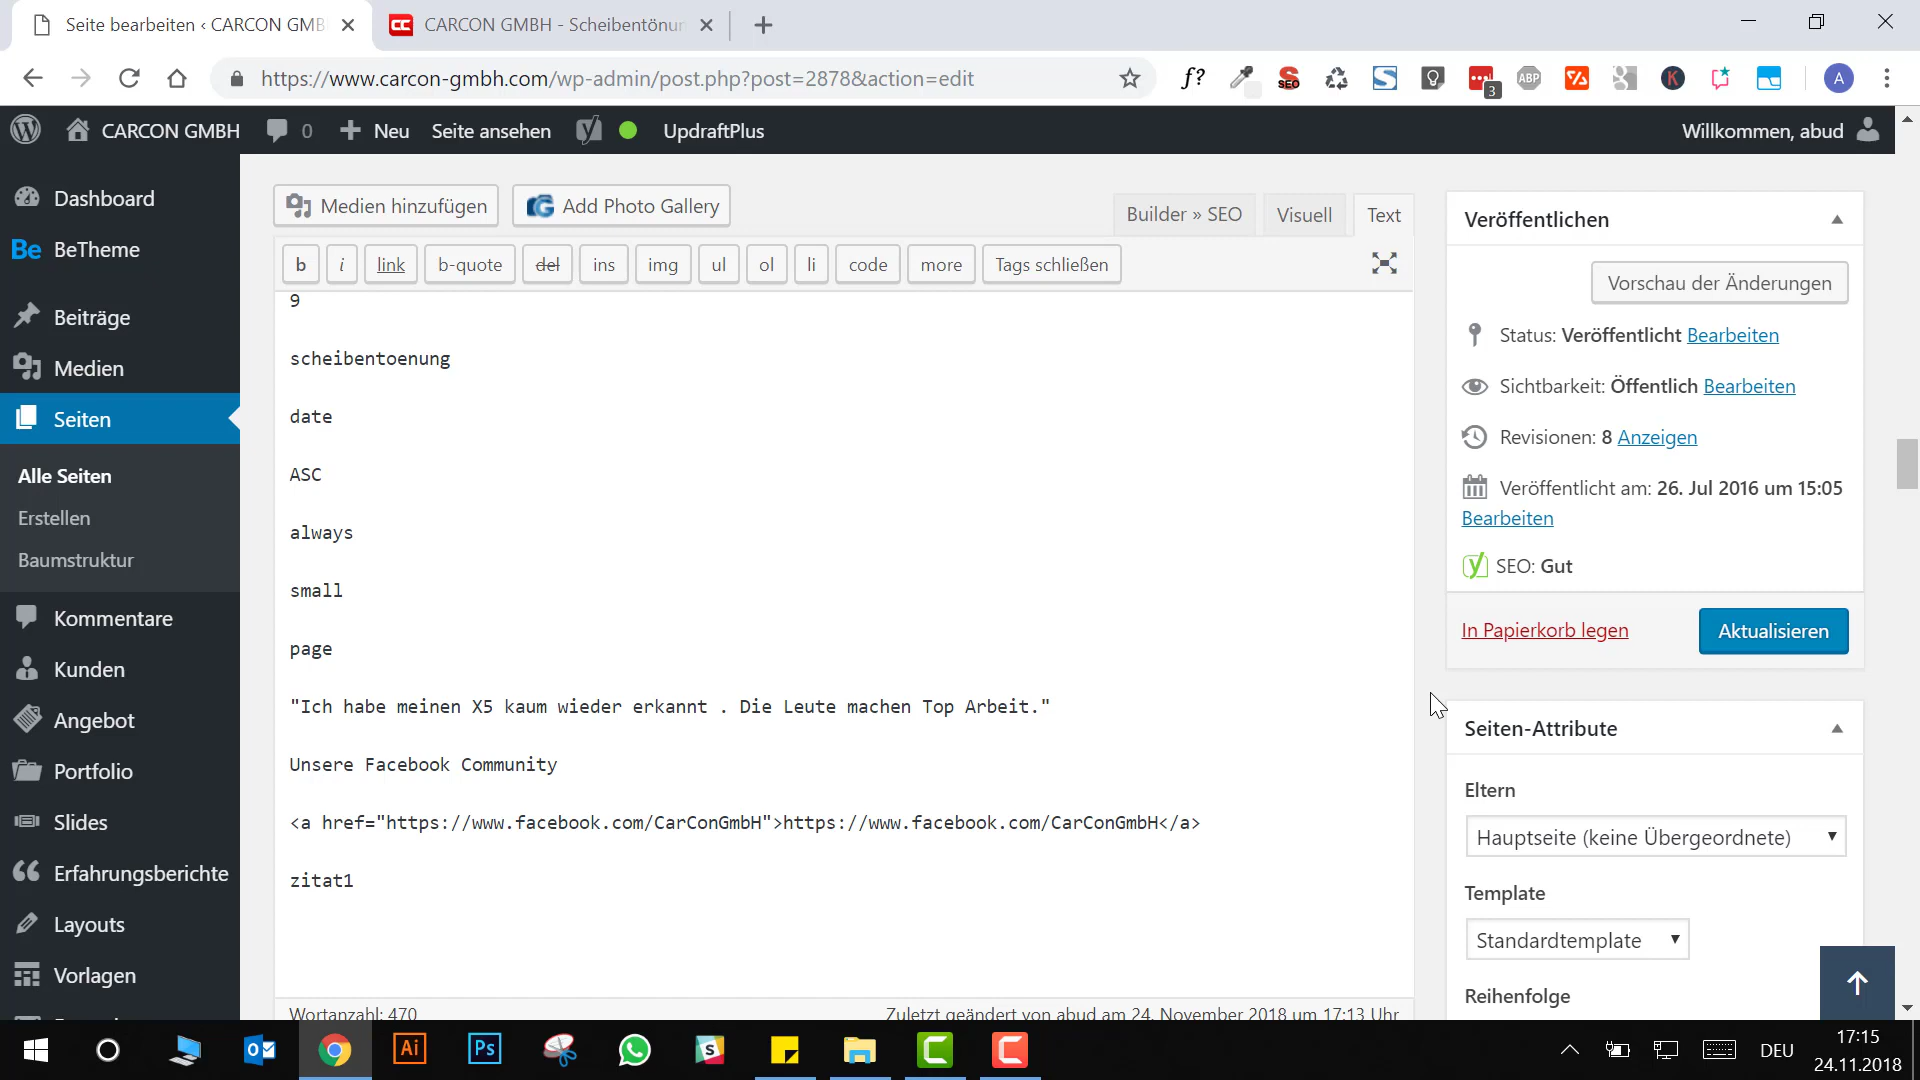 Seite bearbeiten ‹ CARCON GMB
CARCON GMBH - Scheibentönun
https://www.carcon-gmbh.com/wp-admin/post.php?post=2878&action=edit
f?
SEO
3
ABP
K
A
CARCON GMBH
0
Neu
Seite ansehen
UpdraftPlus
Willkommen, abud
Dashboard
Be BeTheme
Beiträge
Medien
Seiten
Alle Seiten
Erstellen
Baumstruktur
Kommentare
Kunden
Angebot
Portfolio
Slides
Erfahrungsberichte
Layouts
Vorlagen
Medien hinzufügen
Add Photo Gallery
Builder » SEO
Visuell
Text
b
i
link
b-quote
del
ins
img
ul
ol
li
code
more
Tags schließen
9
scheibentoenung
date
ASC
always
small
page
"Ich habe meinen X5 kaum wieder erkannt . Die Leute machen Top Arbeit."
Unsere Facebook Community
<a href="https://www.facebook.com/CarConGmbH">https://www.facebook.com/CarConGmbH</a>
zitat1
Wortanzahl: 470
Zuletzt geändert von abud am 24. November 2018 um 17:13 Uhr
Veröffentlichen
Vorschau der Änderungen
Status: Veröffentlicht Bearbeiten
Sichtbarkeit: Öffentlich Bearbeiten
Revisionen: 8 Anzeigen
Veröffentlicht am: 26. Jul 2016 um 15:05
Bearbeiten
SEO: Gut
In Papierkorb legen
Aktualisieren
Seiten-Attribute
Eltern
Hauptseite (keine Übergeordnete)
Template
Standardtemplate
Reihenfolge
Ai
Ps
DEU
17:15
24.11.2018